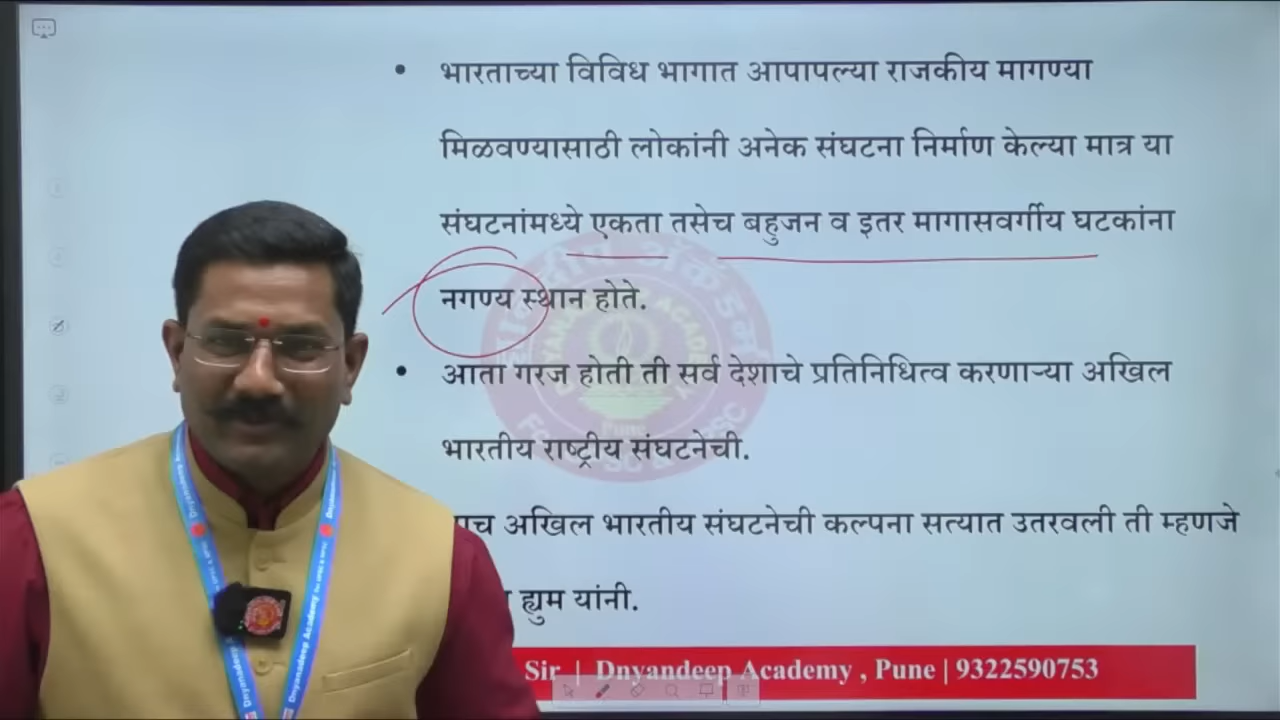 भारताच्या विविध भागात आपापल्या राजकीय मागण्या
मिळवण्यासाठी लोकांनी अनेक संघटना निर्माण केल्या मात्र या
संघटनांमध्ये एकता तसेच बहुजन व इतर मागासवर्गीय घटकांना
नगण्य स्थान होते.
आता गरज होती ती सर्व देशाचे प्रतिनिधित्व करणाऱ्या अखिल
भारतीय राष्ट्रीय संघटनेची.
अखिल भारतीय संघटनेची कल्पना सत्यात उतरवली ती म्हणजे
ह्युम यांनी.
Sir | Dnyandeep Academy , Pune | 9322590753